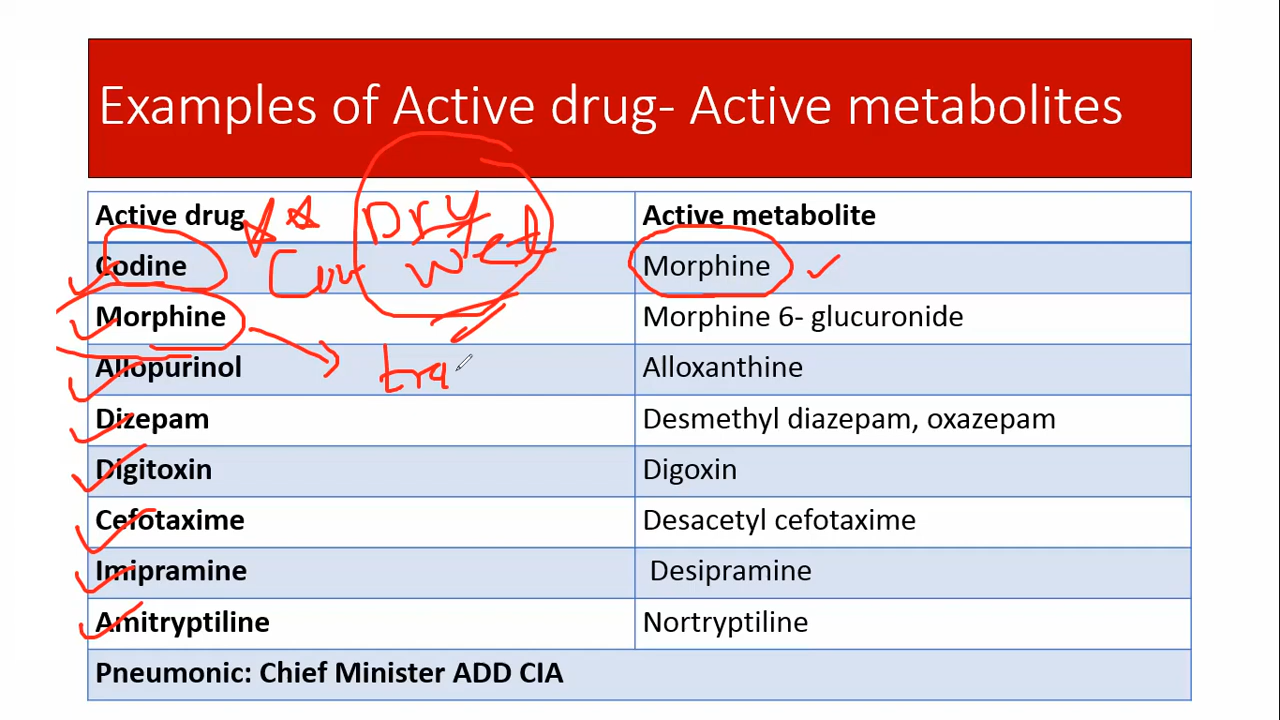 Examples of Active drug- Active metabolites
Active drug Active metabolite
Dry
Codine Morphine
Wet
Morphine Morphine 6- glucuronide
Allopurinol Alloxanthine
tra
Dizepam Desmethyl diazepam, oxazepam
Digitoxin Digoxin
Cefotaxime Desacetyl cefotaxime
Imipramine Desipramine
Amitryptiline Nortryptiline
Pneumonic: Chief Minister ADD CIA